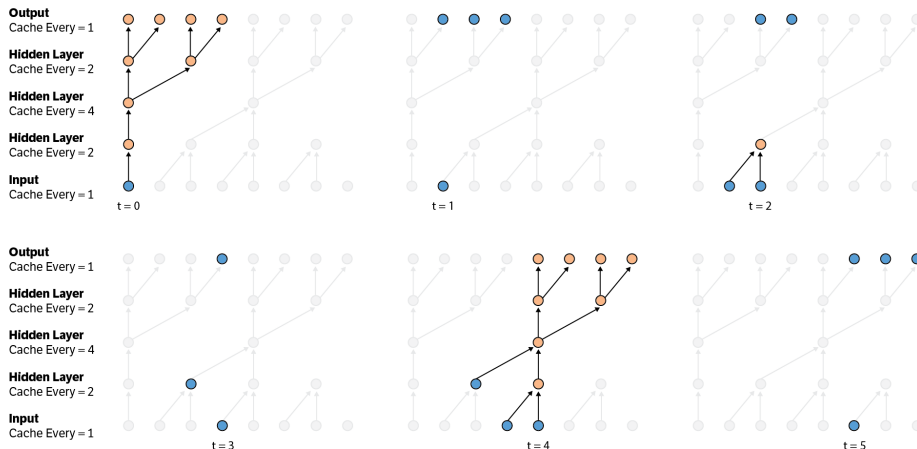 Output
Cache Every = 1
Hidden Layer
Cache Every = 2
Hidden Layer
Cache Every = 4
Hidden Layer
Cache Every = 2
Input
Cache Every = 1
t = 0
t = 1
t = 2
Output
Cache Every = 1
Hidden Layer
Cache Every = 2
Hidden Layer
Cache Every = 4
Hidden Layer
Cache Every = 2
Input
Cache Every = 1
t = 3
t = 4
t = 5